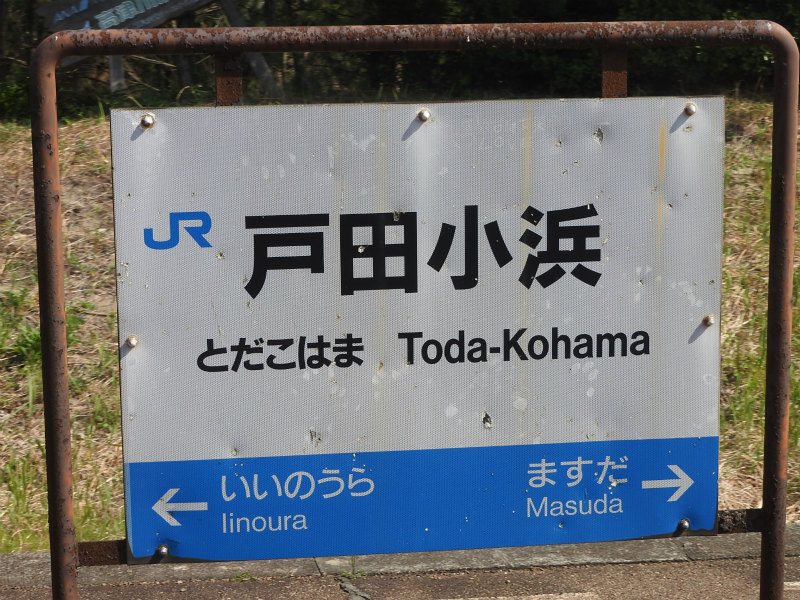 JR 戸田小浜
とだこはま Toda-Kohama
← いいのうら ますだ →
Iinoura Masuda